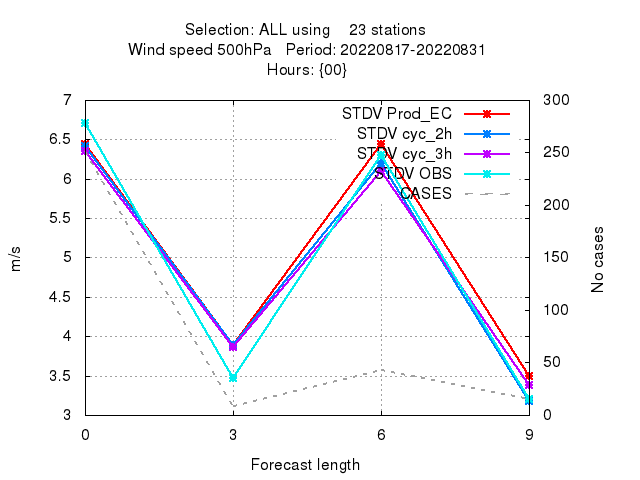 Selection: ALL using    23 stations
Wind speed 500hPa   Period: 20220817-20220831
Hours: {00}
7
6.5
6
5.5
5
4.5
4
3.5
3
300
250
200
150
100
50
0
STDV Prod_EC
STDV cyc_2h
STDV cyc_3h
STDV OBS
CASES
m/s
No cases
0 3 6 9
Forecast length